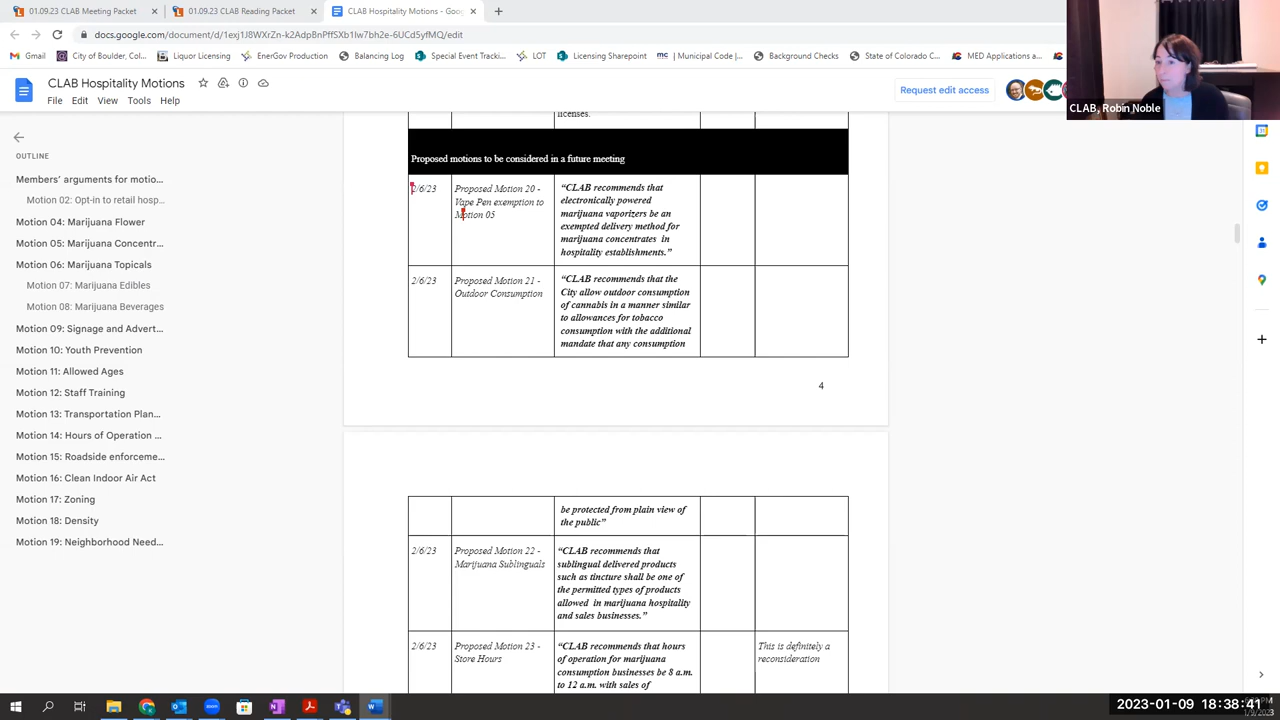 01.09.23 CLAB Meeting Packet
01.09.23 CLAB Reading Packet
CLAB Hospitality Motions - Goo
docs.google.com/document/d/1exj1J8WXrZn-k2AdpBnPffSXb1Iw7bh2e-6UCd5yfMQ/edit
Gmail
City of Boulder, Col...
EnerGov Production
Balcony Log
Special Event Tracki...
Liquor Licensing
LOT
Licensing Sharepoint
Municipal Code |...
Background Checks
State of Colorado C...
MED Applications a...
CLAB Hospitality Motions
File Edit View Tools Help
Request edit access
CLAB, Robin Noble
OUTLINE
Members' arguments for motio...
Motion 02: Opt-in to retail hosp...
Motion 04: Marijuana Flower
Motion 05: Marijuana Concentr...
Motion 06: Marijuana Topicals
Motion 07: Marijuana Edibles
Motion 08: Marijuana Beverages
Motion 09: Signage and Advert...
Motion 10: Youth Prevention
Motion 11: Allowed Ages
Motion 12: Staff Training
Motion 13: Transportation Plan...
Motion 14: Hours of Operation ...
Motion 15: Roadside enforceme...
Motion 16: Clean Indoor Air Act
Motion 17: Zoning
Motion 18: Density
Motion 19: Neighborhood Need...
licenses.
Proposed motions to be considered in a future meeting
2/6/23
Proposed Motion 20 -
Vape Pen exemption to
Motion 05
“CLAB recommends that
electronically powered
marijuana vaporizers be an
exempted delivery method for
marijuana concentrates in
hospitality establishments.”
2/6/23
Proposed Motion 21 -
Outdoor Consumption
“CLAB recommends that the
City allow outdoor consumption
of cannabis in a manner similar
to allowances for tobacco
consumption with the additional
mandate that any consumption
4
be protected from plain view of
the public”
2/6/23
Proposed Motion 22 -
Marijuana Sublinguals
“CLAB recommends that
sublingual delivered products
such as tincture shall be one of
the permitted types of products
allowed in marijuana hospitality
and sales businesses.”
2/6/23
Proposed Motion 23 -
Store Hours
“CLAB recommends that hours
of operation for marijuana
consumption businesses be 8 a.m.
to 12 a.m. with sales of
This is definitely a
reconsideration
2023-01-09 18:38:41